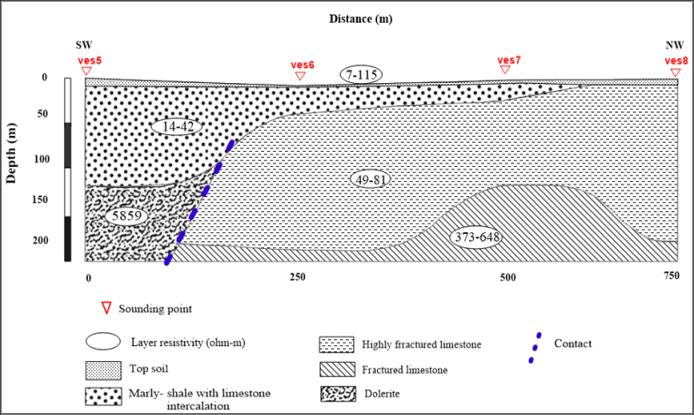 Distance (m)
SW NW
ves5 ves6 ves7 ves8
0
7-115
50
14-42
100
49-81
150
5859
373-648
200
Depth (m)
0 250 500 750
Sounding point
Layer resistivity (ohm-m)
Highly fractured limestone
Contact
Top soil
Fractured limestone
Marly- shale with limestone
intercalation
Dolerite